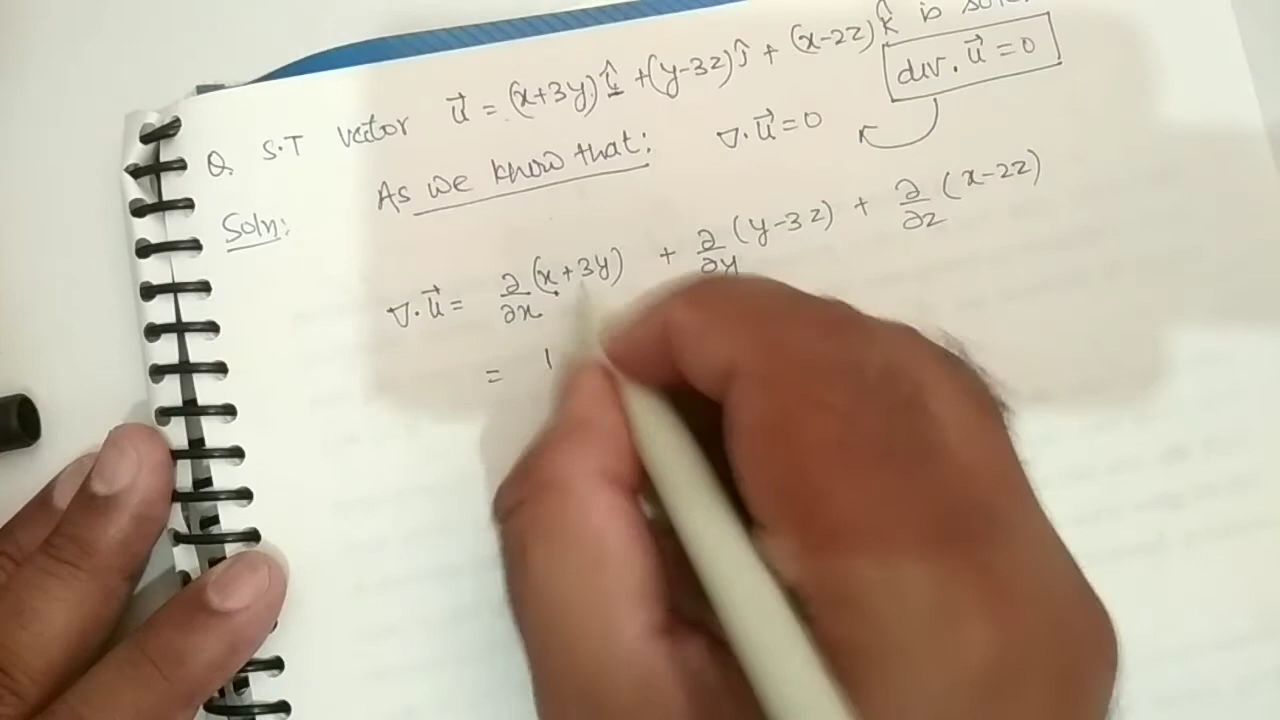 Q. S.T vector u⃗ = (x+3y)î + (y-3z)ĵ + (x-2z)k̂ is
div. u⃗ = 0
Soln: As we know that: ∇.u⃗ = 0
∇.u⃗ = ∂/∂x (x+3y) + ∂/∂y (y-3z) + ∂/∂z (x-2z)
= 1